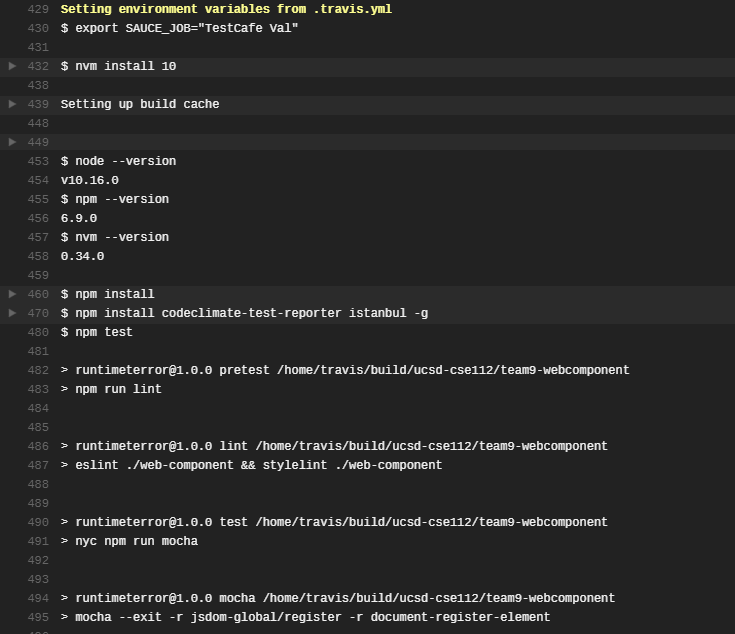 429 Setting environment variables from .travis.yml
430 $ export SAUCE_JOB="TestCafe Val"
431
432 $ nvm install 10
438
439 Setting up build cache
448
449
453 $ node --version
454 v10.16.0
455 $ npm --version
456 6.9.0
457 $ nvm --version
458 0.34.0
459
460 $ npm install
470 $ npm install codeclimate-test-reporter istanbul -g
480 $ npm test
481
482 > runtimeterror@1.0.0 pretest /home/travis/build/ucsd-cse112/team9-webcomponent
483 > npm run lint
484
485
486 > runtimeterror@1.0.0 lint /home/travis/build/ucsd-cse112/team9-webcomponent
487 > eslint ./web-component && stylelint ./web-component
488
489
490 > runtimeterror@1.0.0 test /home/travis/build/ucsd-cse112/team9-webcomponent
491 > nyc npm run mocha
492
493
494 > runtimeterror@1.0.0 mocha /home/travis/build/ucsd-cse112/team9-webcomponent
495 > mocha --exit -r jsdom-global/register -r document-register-element